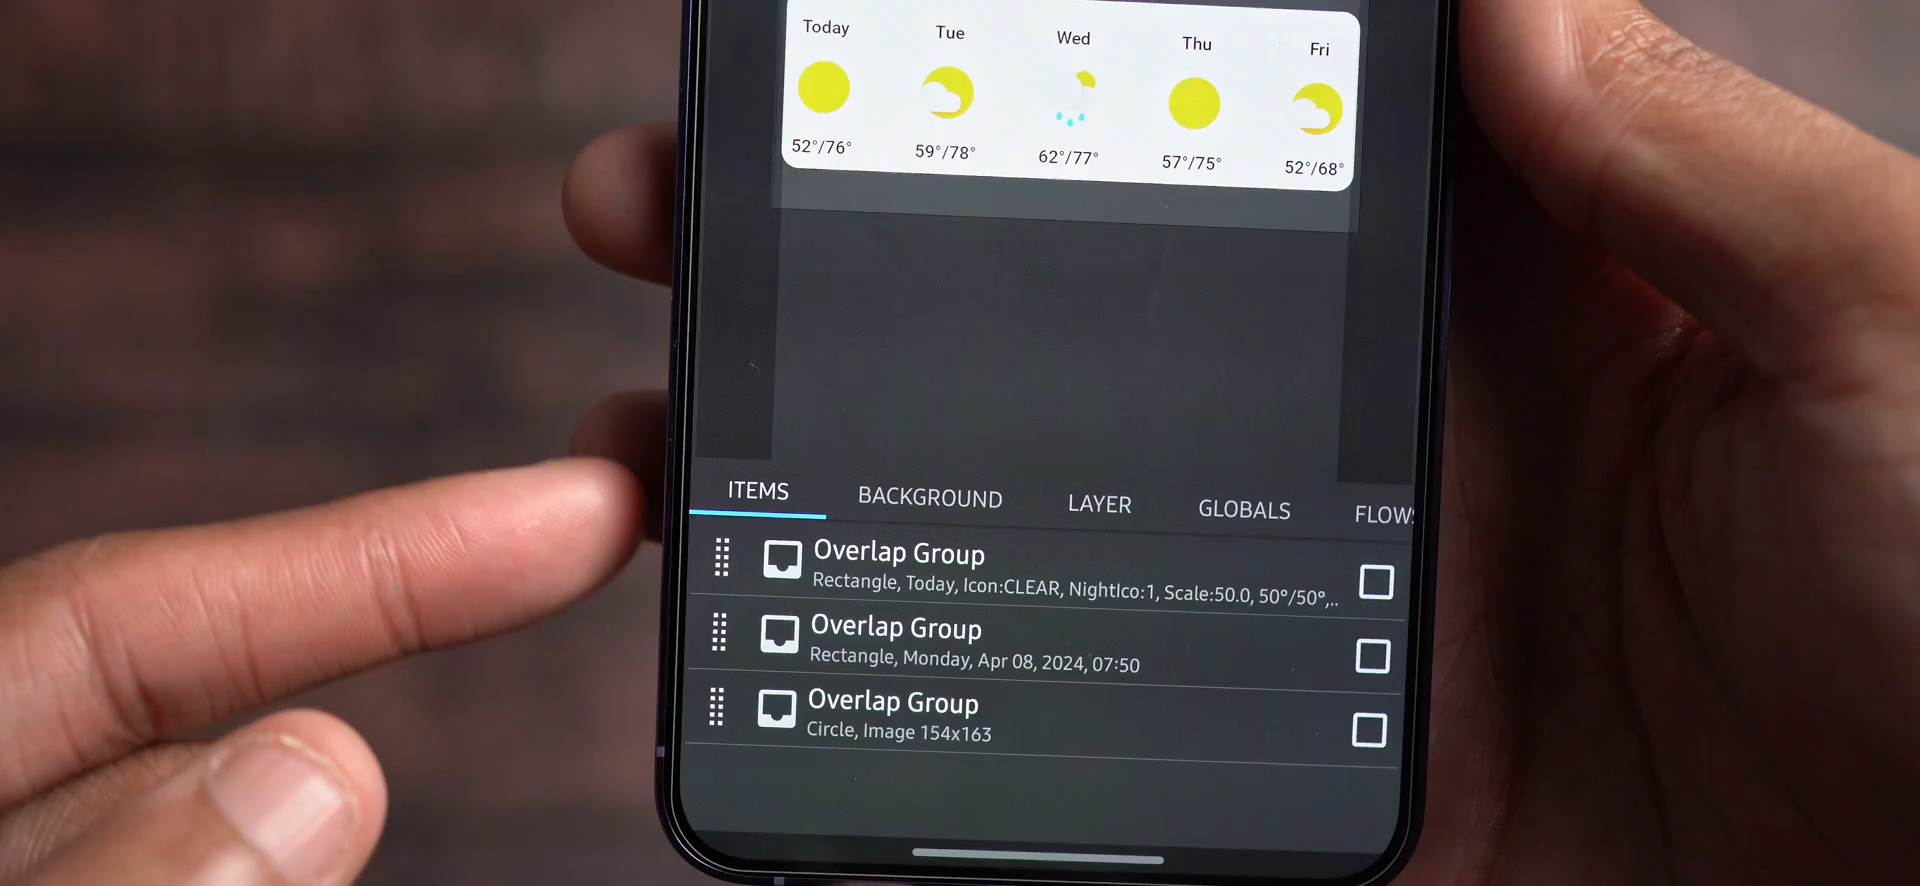 Today Tue Wed Thu Fri
52°/76° 59°/78° 62°/77° 57°/75° 52°/68°
ITEMS BACKGROUND LAYER GLOBALS FLOWS
Overlap Group
Rectangle, Today, Icon:CLEAR, NightIco:1, Scale:50.0, 50°/50°,..
Overlap Group
Rectangle, Monday, Apr 08, 2024, 07:50
Overlap Group
Circle, Image 154x163